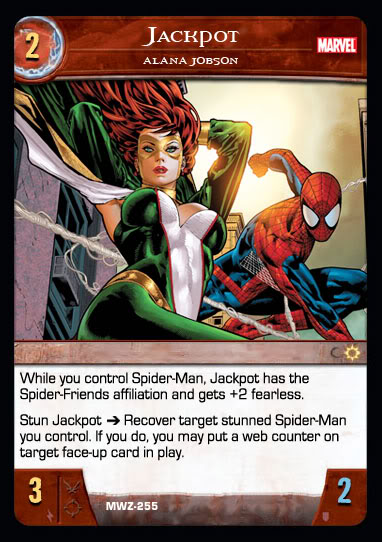 2
JACKPOT
ALANA JOBSON
MARVEL
While you control Spider-Man, Jackpot has the
Spider-Friends affiliation and gets +2 fearless.
Stun Jackpot ➔ Recover target stunned Spider-Man
you control. If you do, you may put a web counter on
target face-up card in play.
3
MWZ-255
2